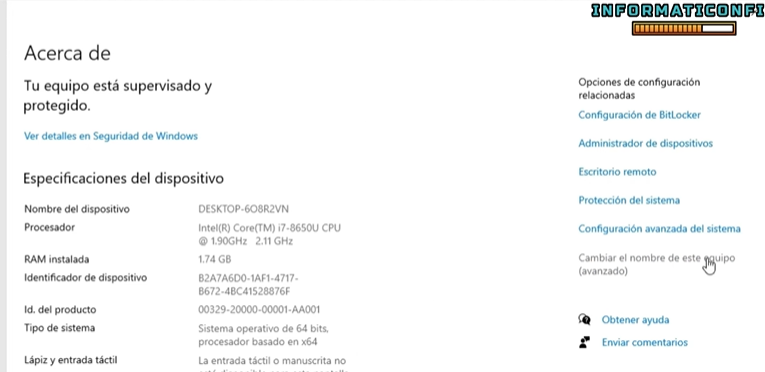 INFORMATICONFI
Acerca de
Tu equipo está supervisado y
protegido.
Ver detalles en Seguridad de Windows
Especificaciones del dispositivo
Nombre del dispositivo DESKTOP-6O8R2VN
Procesador Intel(R) Core(TM) i7-8650U CPU
@ 1.90GHz 2.11 GHz
RAM instalada 1.74 GB
Identificador de dispositivo B2A7A6D0-1AF1-4717-
B672-4BC41528876F
Id. del producto 00329-20000-00001-AA001
Tipo de sistema Sistema operativo de 64 bits,
procesador basado en x64
Lápiz y entrada táctil La entrada táctil o manuscrita no
Opciones de configuración
relacionadas
Configuración de BitLocker
Administrador de dispositivos
Escritorio remoto
Protección del sistema
Configuración avanzada del sistema
Cambiar el nombre de este equipo
(avanzado)
Obtener ayuda
Enviar comentarios